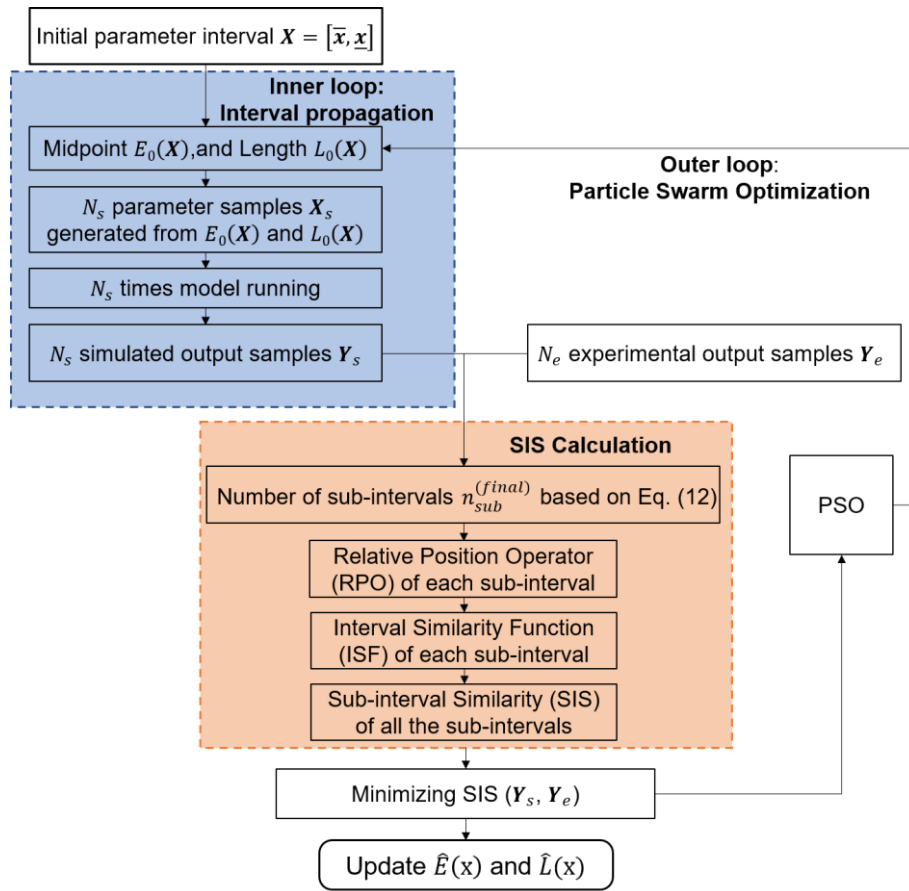 Initial parameter interval X = [x̅, x̲]
Inner loop:
Interval propagation
Midpoint E₀(X),and Length L₀(X)
Outer loop:
Particle Swarm Optimization
Nₛ parameter samples Xₛ
generated from E₀(X) and L₀(X)
Nₛ times model running
Nₛ simulated output samples Yₛ
Nₑ experimental output samples Yₑ
SIS Calculation
Number of sub-intervals n_{sub}^{(final)} based on Eq. (12)
PSO
Relative Position Operator
(RPO) of each sub-interval
Interval Similarity Function
(ISF) of each sub-interval
Sub-interval Similarity (SIS)
of all the sub-intervals
Minimizing SIS (Yₛ, Yₑ)
Update Ê(x) and L̂(x)